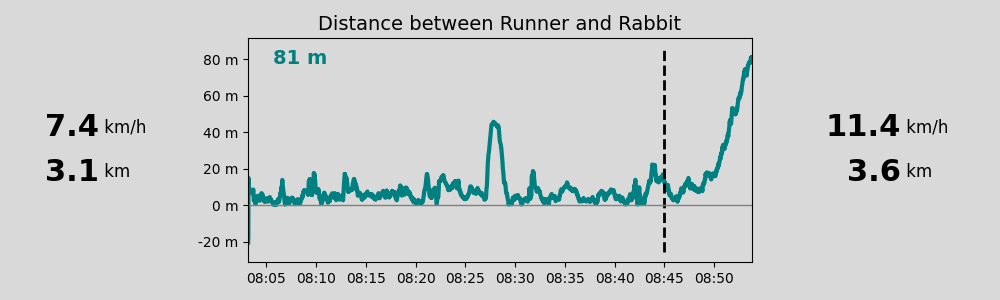 Distance between Runner and Rabbit
81 m
80 m
60 m
40 m
20 m
0 m
-20 m
08:05 08:10 08:15 08:20 08:25 08:30 08:35 08:40 08:45 08:50
7.4 km/h
3.1 km
11.4 km/h
3.6 km